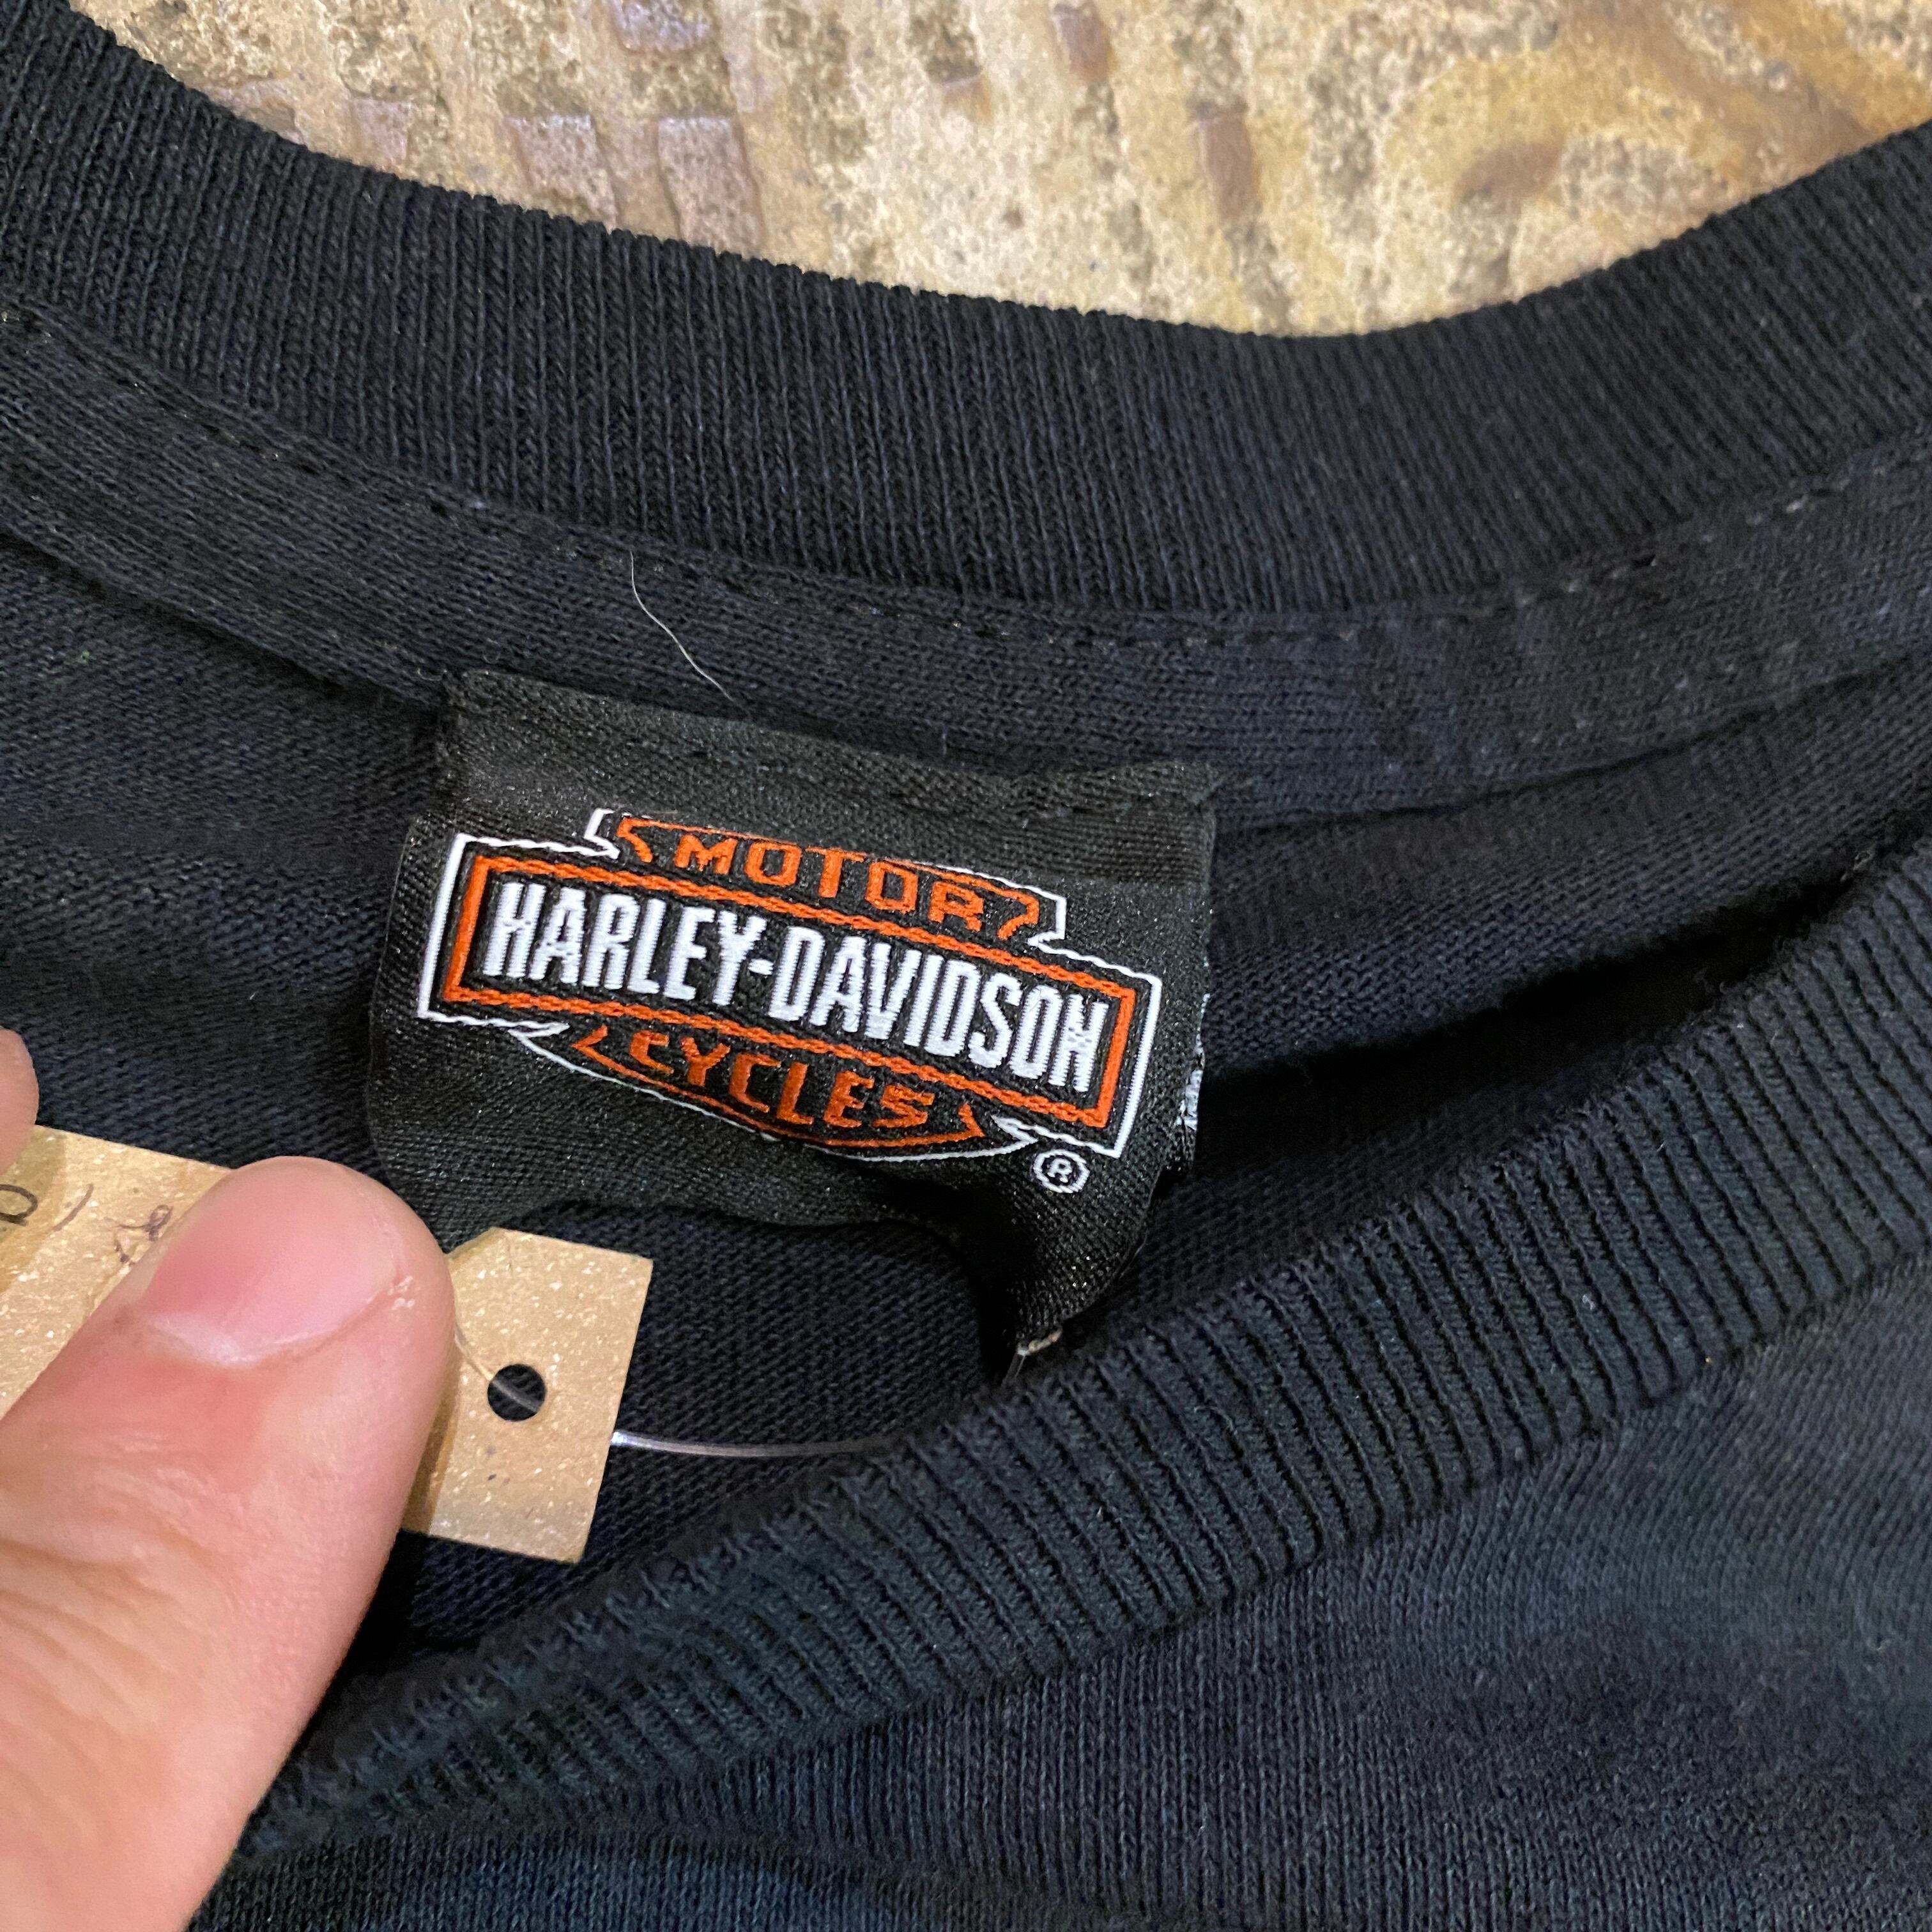 MOTOR
HARLEY-DAVIDSON
CYCLES
®